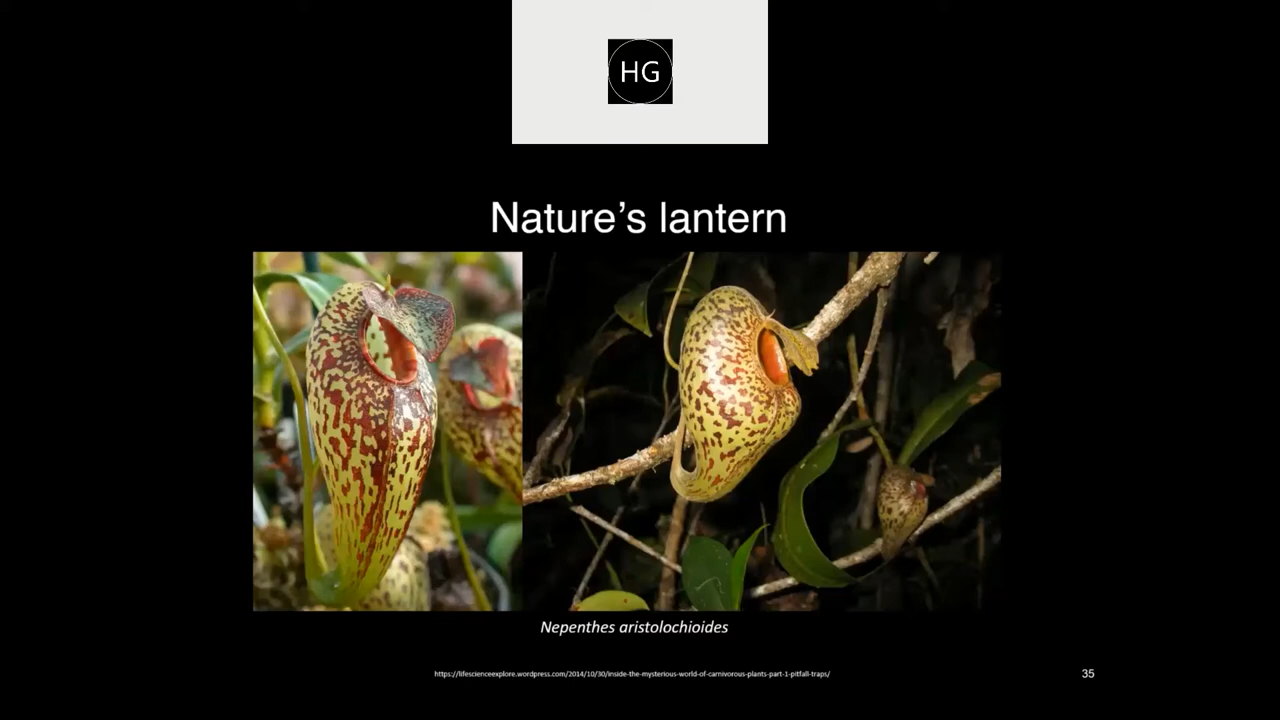 HG
Nature’s lantern
Nepenthes aristolochioides
https://lifescienceexplore.wordpress.com/2014/10/30/inside-the-mysterious-world-of-carnivorous-plants-part-1-pitfall-traps/
35